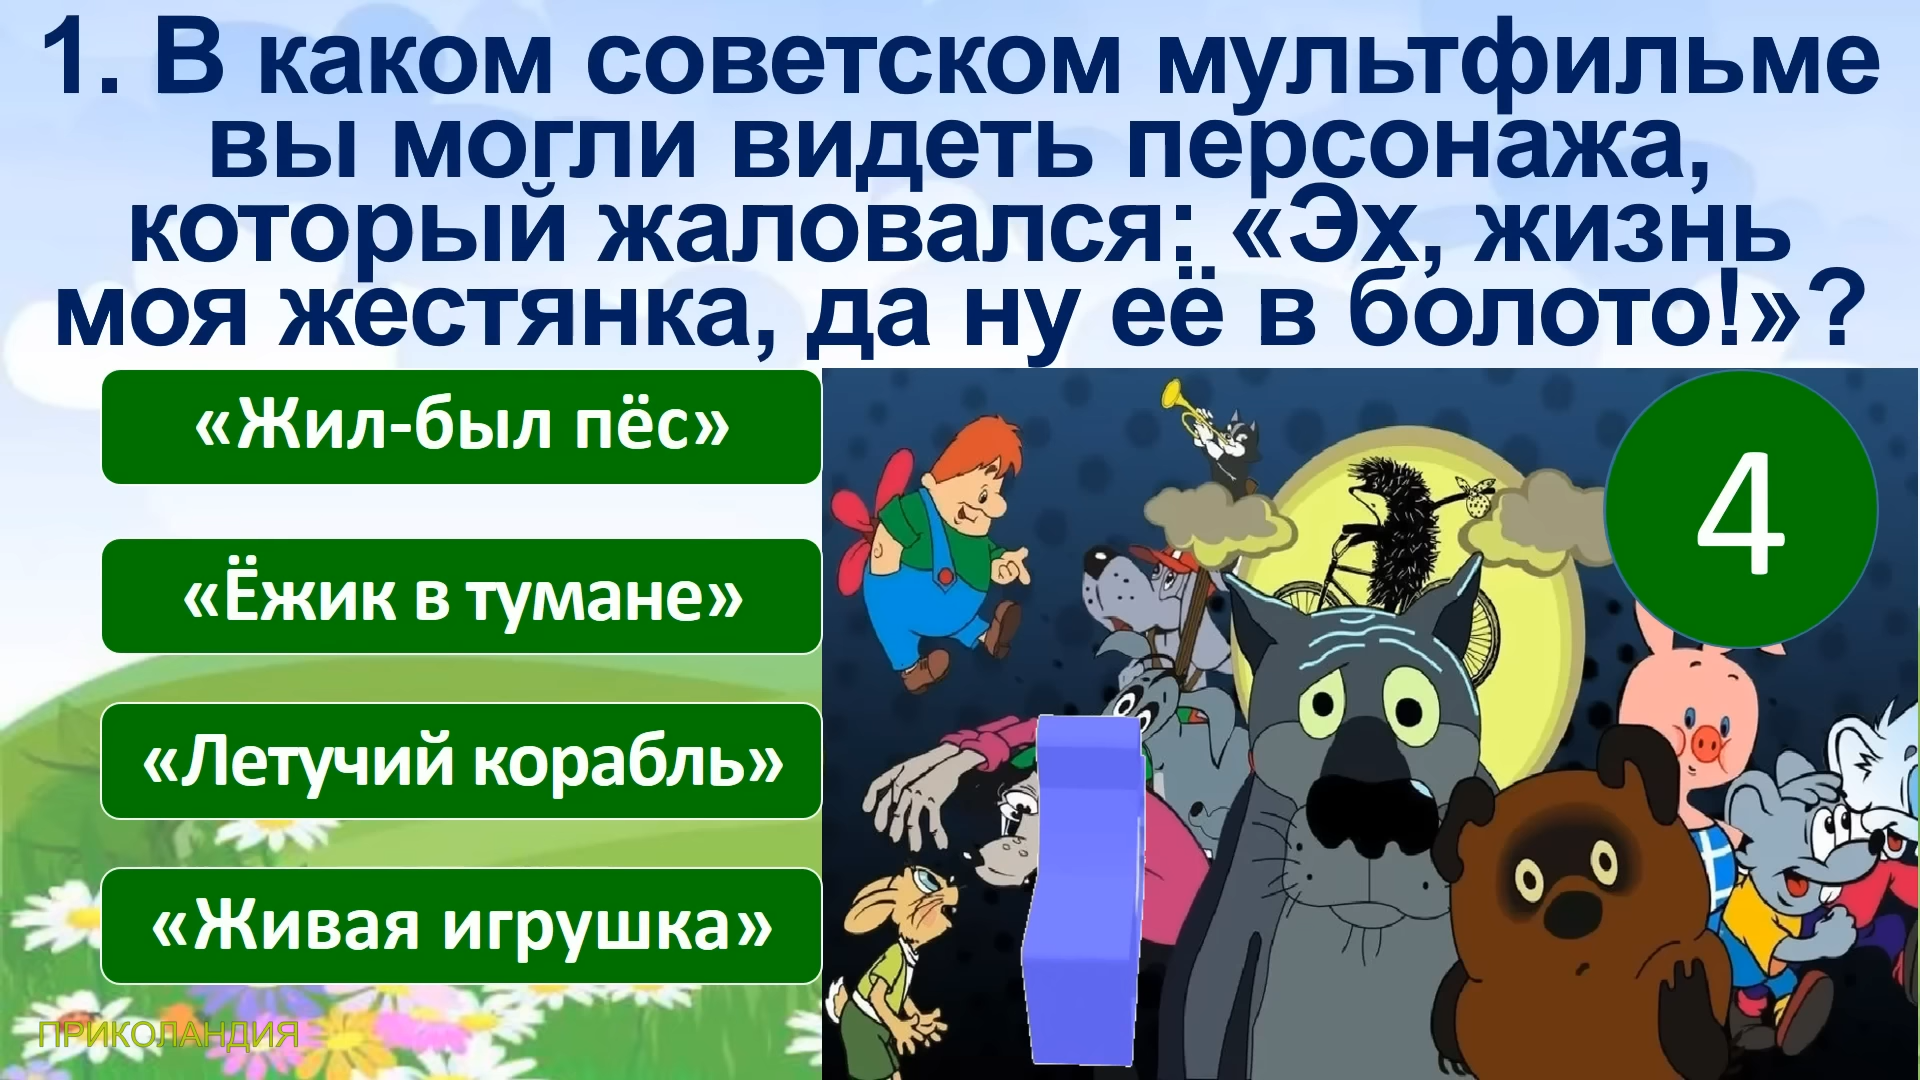 1. В каком советском мультфильме
вы могли видеть персонажа,
который жаловался: «Эх, жизнь
моя жестянка, да ну её в болото!»?
«Жил-был пёс»
4
«Ёжик в тумане»
«Летучий корабль»
«Живая игрушка»
ПРИКОЛАНДИЯ